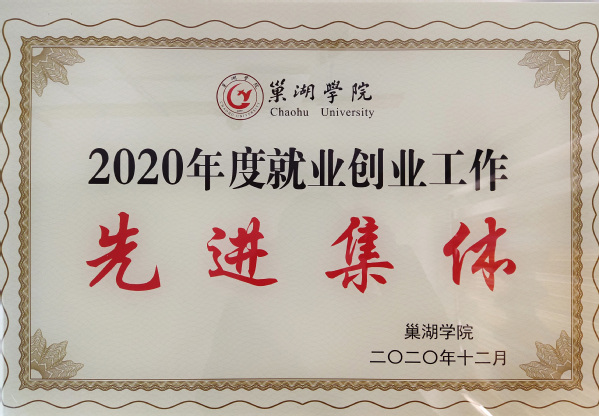 巢湖學院
Chaohu University
2020年度就业创业工作
先进集体
巢湖学院
二〇二〇年十二月